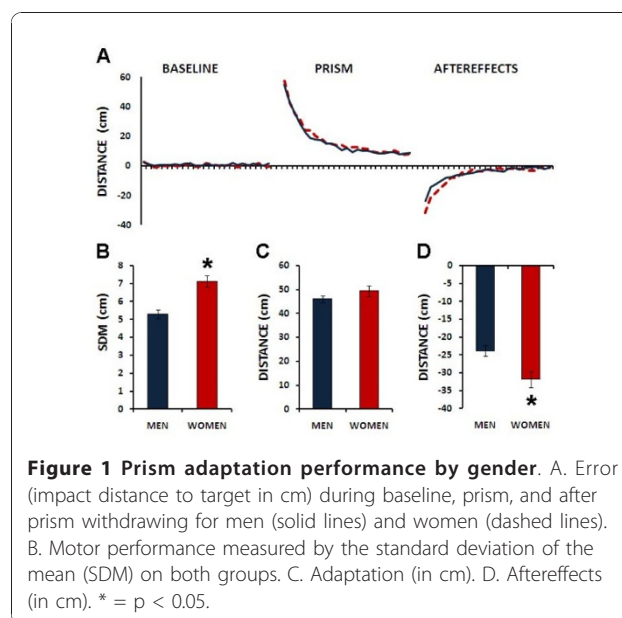 A
BASELINE PRISM AFTEREFFECTS
DISTANCE (cm)
60
40
20
0
-20
-40
B
SDM (cm)
8
7
6
5
4
3
2
1
0
*
MEN WOMEN
C
DISTANCE (cm)
60
50
40
30
20
10
0
MEN WOMEN
D
DISTANCE (cm)
0
-5
-10
-15
-20
-25
-30
-35
-40
*
MEN WOMEN
Figure 1 Prism adaptation performance by gender. A. Error
(impact distance to target in cm) during baseline, prism, and after
prism withdrawing for men (solid lines) and women (dashed lines).
B. Motor performance measured by the standard deviation of the
mean (SDM) on both groups. C. Adaptation (in cm). D. Aftereffects
(in cm). * = p < 0.05.